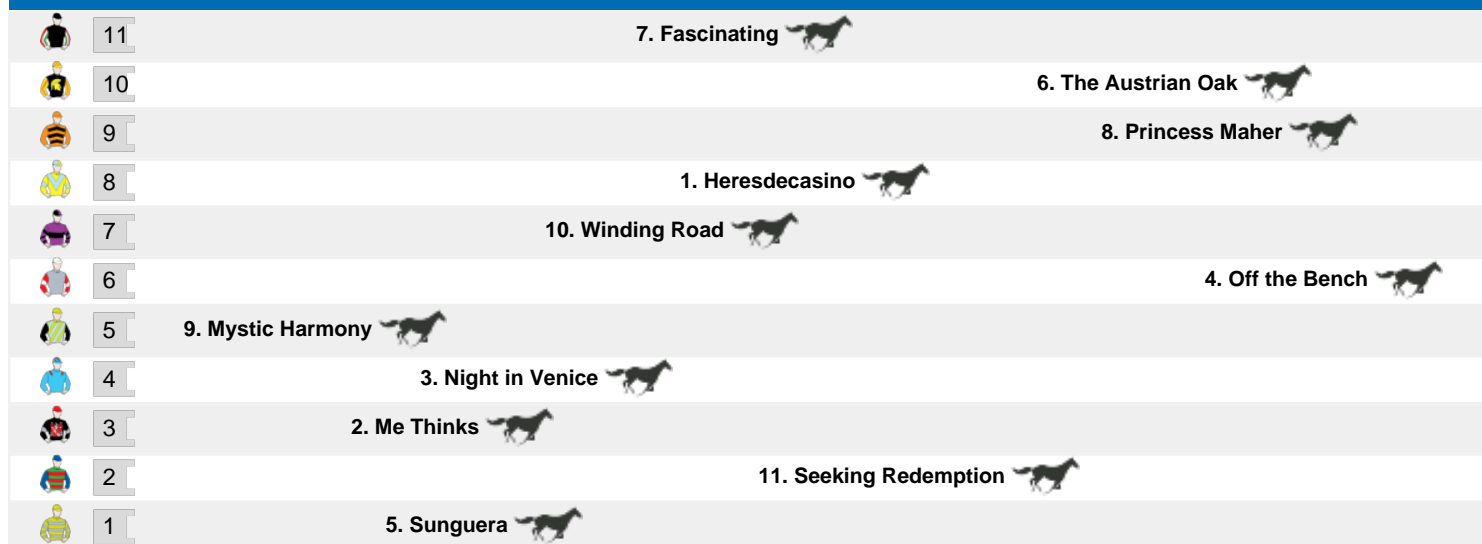 11 7. Fascinating
10 6. The Austrian Oak
9 8. Princess Maher
8 1. Heresdecasino
7 10. Winding Road
6 4. Off the Bench
5 9. Mystic Harmony
4 3. Night in Venice
3 2. Me Thinks
2 11. Seeking Redemption
1 5. Sunguera